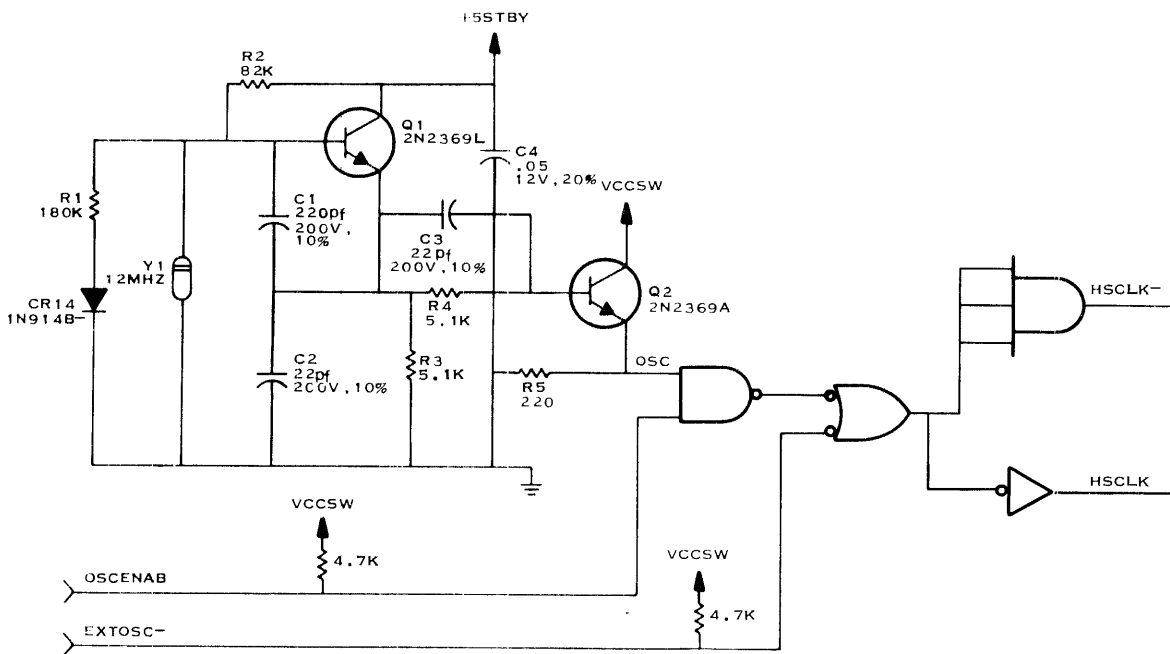 +5STBY
R2
82K
Q1
2N2369L
C4
.05
12V,20%
VCCSW
R1
180K
C1
220pf
200V,
10%
C3
22pf
200V,10%
Y1
12MHZ
Q2
2N2369A
HSCLK-
CR14
1N914B
R4
5.1K
C2
22pf
200V,10%
R3
5.1K
OSC
R5
220
HSCLK
VCCSW
4.7K
VCCSW
OSCENAB
4.7K
EXTOSC-